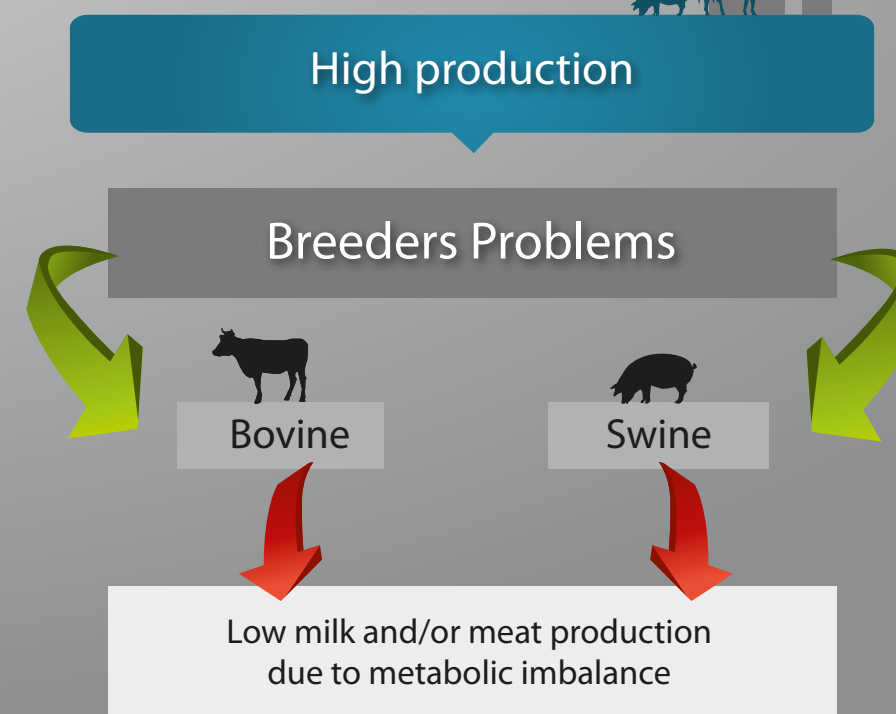 High production
Breeders Problems
Bovine
Swine
Low milk and/or meat production
due to metabolic imbalance